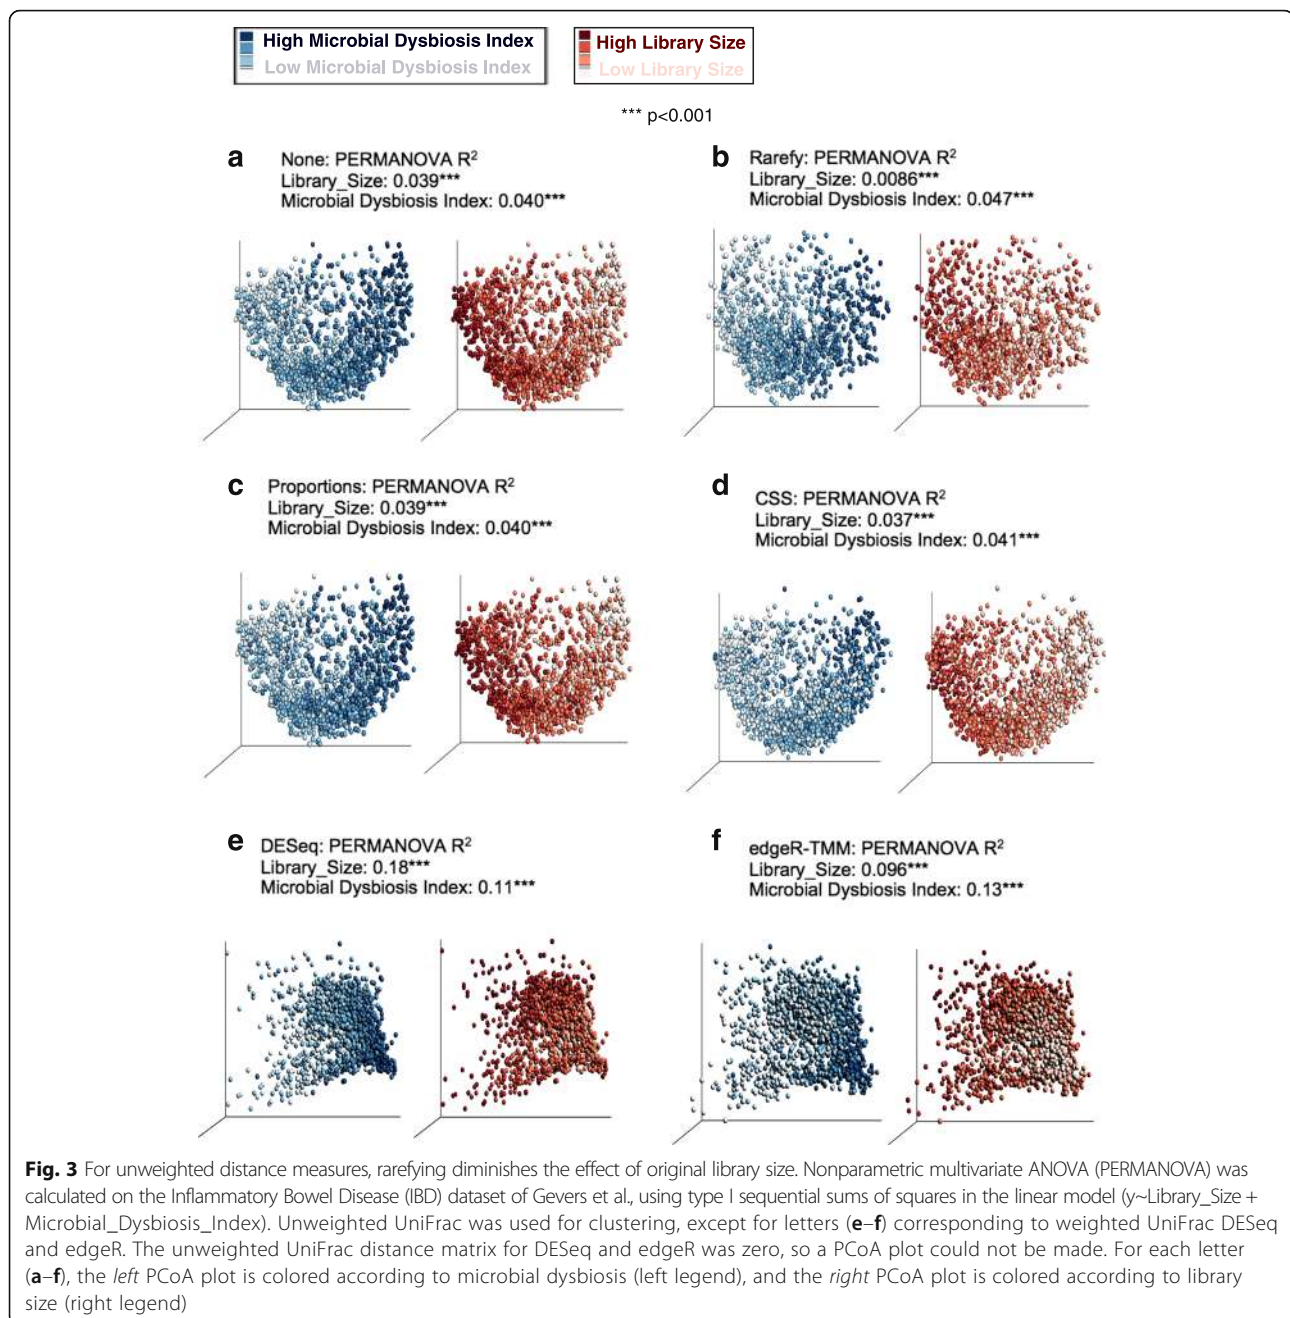 High Microbial Dysbiosis Index
Low Microbial Dysbiosis Index
High Library Size
Low Library Size
*** p<0.001
a
None: PERMANOVA R²
Library_Size: 0.039***
Microbial Dysbiosis Index: 0.040***
b
Rarefy: PERMANOVA R²
Library_Size: 0.0086***
Microbial Dysbiosis Index: 0.047***
c
Proportions: PERMANOVA R²
Library_Size: 0.039***
Microbial Dysbiosis Index: 0.040***
d
CSS: PERMANOVA R²
Library_Size: 0.037***
Microbial Dysbiosis Index: 0.041***
e
DESeq: PERMANOVA R²
Library_Size: 0.18***
Microbial Dysbiosis Index: 0.11***
f
edgeR-TMM: PERMANOVA R²
Library_Size: 0.096***
Microbial Dysbiosis Index: 0.13***
Fig. 3 For unweighted distance measures, rarefying diminishes the effect of original library size. Nonparametric multivariate ANOVA (PERMANOVA) was
calculated on the Inflammatory Bowel Disease (IBD) dataset of Gevers et al., using type I sequential sums of squares in the linear model (y~Library_Size +
Microbial_Dysbiosis_Index). Unweighted UniFrac was used for clustering, except for letters (e–f) corresponding to weighted UniFrac DESeq
and edgeR. The unweighted UniFrac distance matrix for DESeq and edgeR was zero, so a PCoA plot could not be made. For each letter
(a–f), the left PCoA plot is colored according to microbial dysbiosis (left legend), and the right PCoA plot is colored according to library
size (right legend)